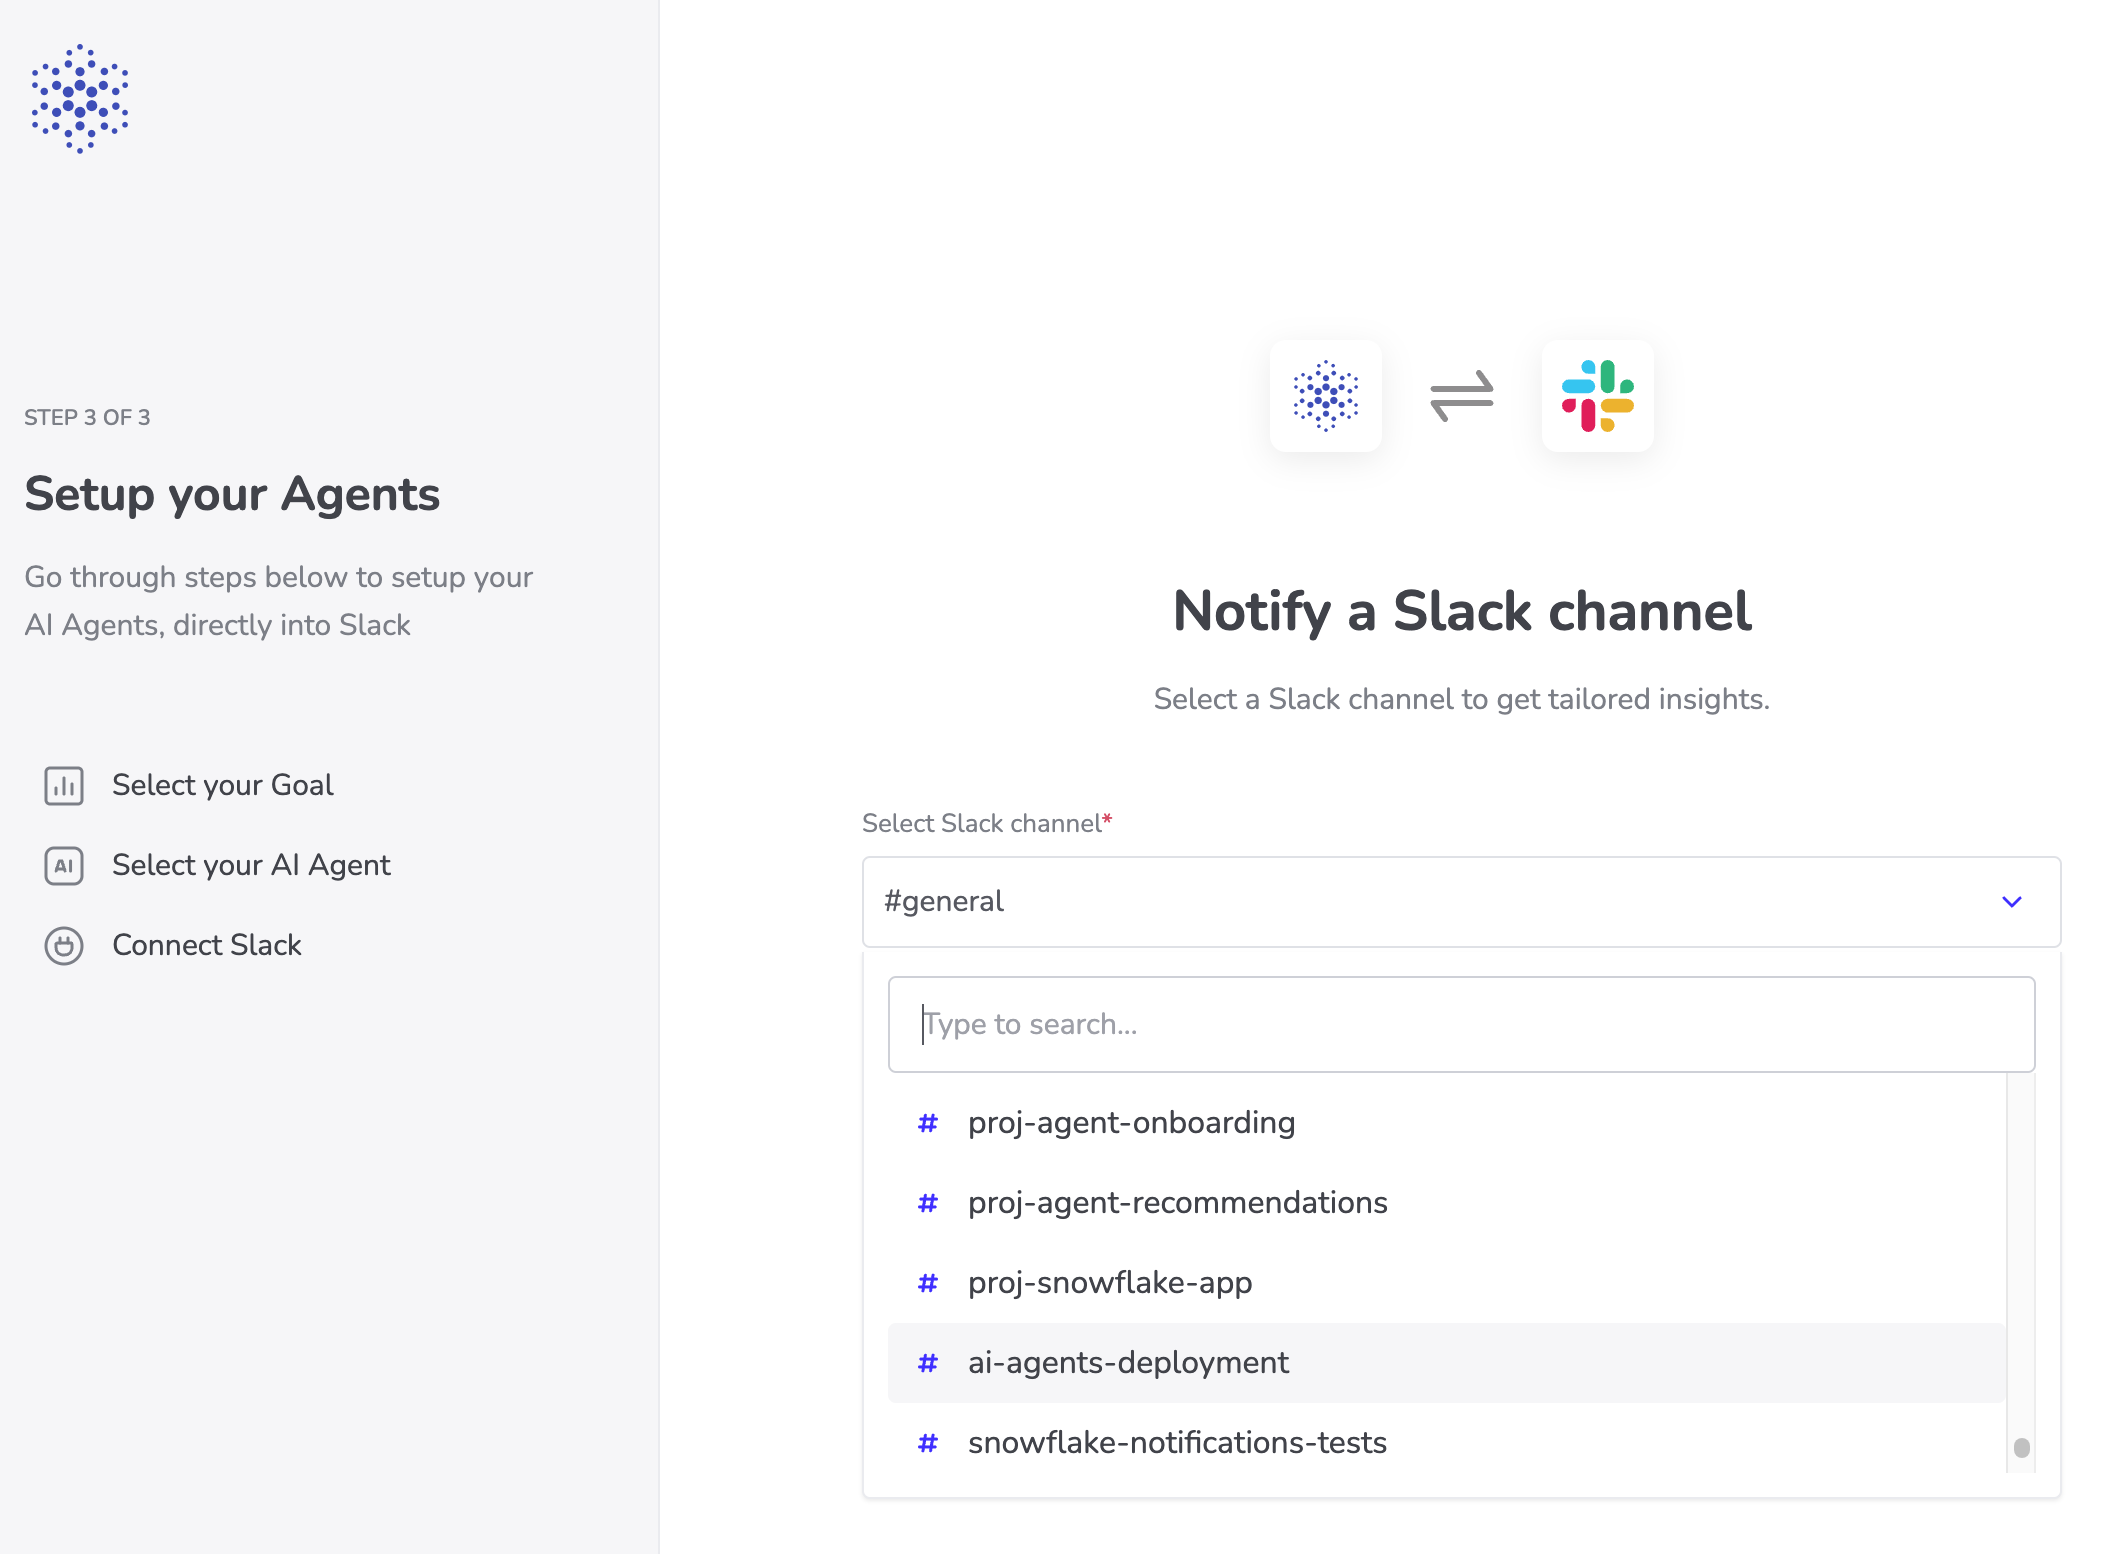 STEP 3 OF 3
Setup your Agents
Go through steps below to setup your
AI Agents, directly into Slack
Select your Goal
AI
Select your AI Agent
Connect Slack
Notify a Slack channel
Select a Slack channel to get tailored insights.
Select Slack channel*
#general
Type to search...
# proj-agent-onboarding
# proj-agent-recommendations
# proj-snowflake-app
# ai-agents-deployment
# snowflake-notifications-tests